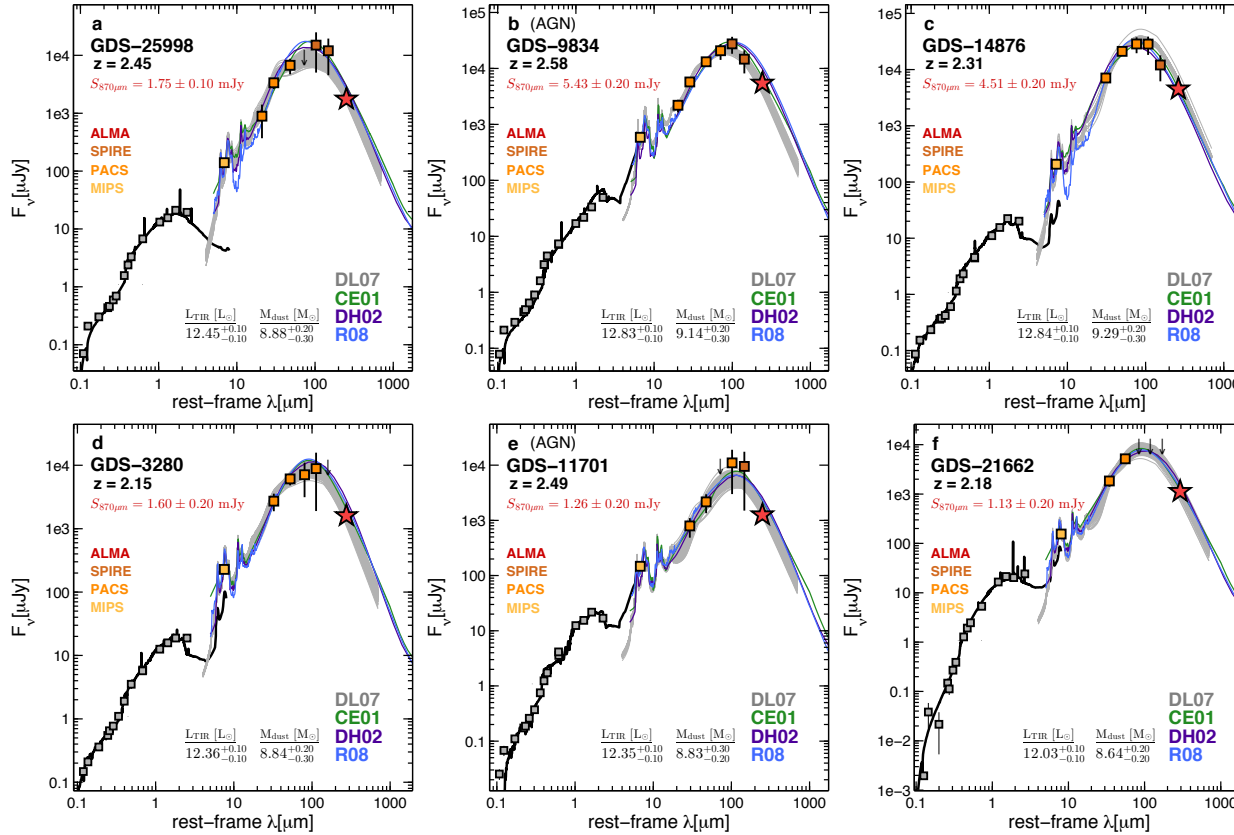 a
GDS-25998
z = 2.45
S870μm = 1.75 ± 0.10 mJy
ALMA
SPIRE
PACS
MIPS
DL07
CE01
DH02
R08
LTIR [L⊙] Mdust [M⊙]
12.45+0.10−0.10 8.88+0.20−0.30
Fν[μJy]
1e4
1e3
100
10
1
0.1
0.1 1 10 100 1000
rest-frame λ[μm]
b (AGN)
GDS-9834
z = 2.58
S870μm = 5.43 ± 0.20 mJy
ALMA
SPIRE
PACS
MIPS
DL07
CE01
DH02
R08
LTIR [L⊙] Mdust [M⊙]
12.83+0.10−0.10 9.14+0.20−0.30
Fν[μJy]
1e5
1e4
1e3
100
10
1
0.1
0.1 1 10 100 1000
rest-frame λ[μm]
c
GDS-14876
z = 2.31
S870μm = 4.51 ± 0.20 mJy
ALMA
SPIRE
PACS
MIPS
DL07
CE01
DH02
R08
LTIR [L⊙] Mdust [M⊙]
12.84+0.10−0.10 9.29+0.20−0.30
Fν[μJy]
1e5
1e4
1e3
100
10
1
0.1
0.1 1 10 100 1000
rest-frame λ[μm]
d
GDS-3280
z = 2.15
S870μm = 1.60 ± 0.20 mJy
ALMA
SPIRE
PACS
MIPS
DL07
CE01
DH02
R08
LTIR [L⊙] Mdust [M⊙]
12.36+0.10−0.10 8.84+0.20−0.30
Fν[μJy]
1e4
1e3
100
10
1
0.1
0.1 1 10 100 1000
rest-frame λ[μm]
e (AGN)
GDS-11701
z = 2.49
S870μm = 1.26 ± 0.20 mJy
ALMA
SPIRE
PACS
MIPS
DL07
CE01
DH02
R08
LTIR [L⊙] Mdust [M⊙]
12.35+0.10−0.10 8.83+0.30−0.20
Fν[μJy]
1e4
1e3
100
10
1
0.1
0.1 1 10 100 1000
rest-frame λ[μm]
f
GDS-21662
z = 2.18
S870μm = 1.13 ± 0.20 mJy
ALMA
SPIRE
PACS
MIPS
DL07
CE01
DH02
R08
LTIR [L⊙] Mdust [M⊙]
12.03+0.10−0.10 8.64+0.20−0.20
Fν[μJy]
1e4
1e3
100
10
1
0.1
1e−2
1e−3
0.1 1 10 100 1000
rest-frame λ[μm]